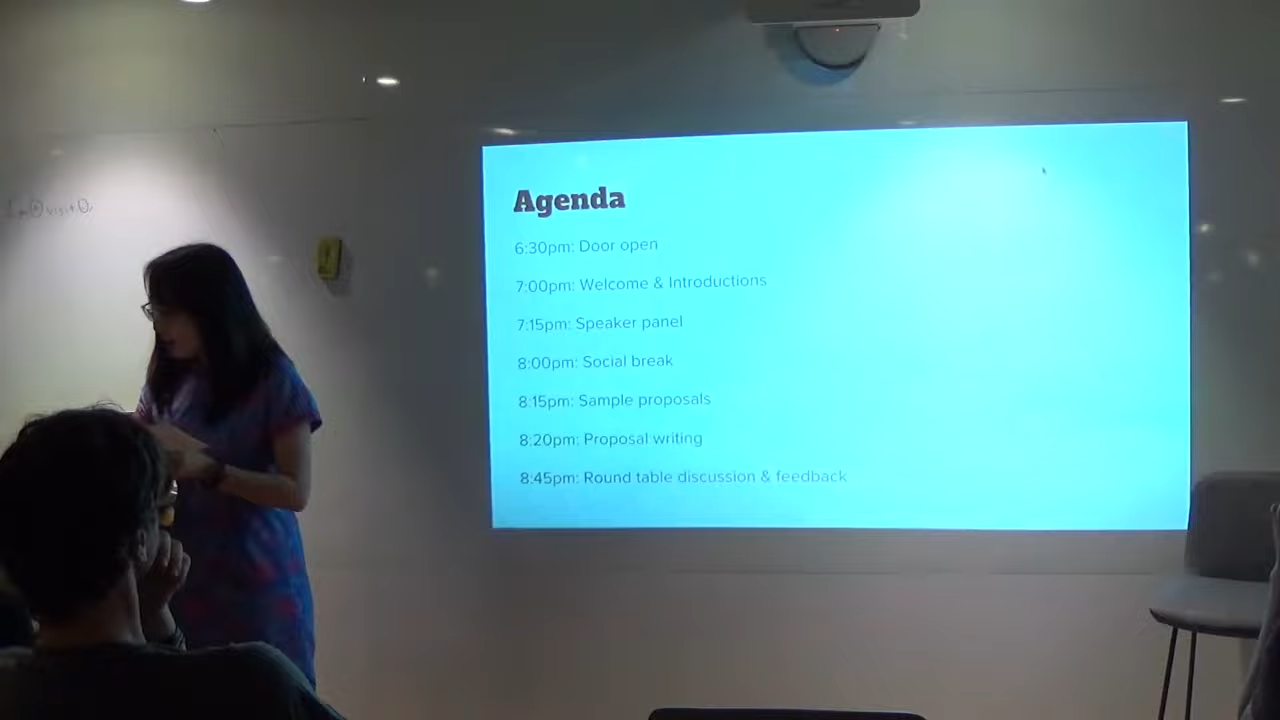 Agenda
6:30pm: Door open
7:00pm: Welcome & Introductions
7:15pm: Speaker panel
8:00pm: Social break
8:15pm: Sample proposals
8:20pm: Proposal writing
8:45pm: Round table discussion & feedback